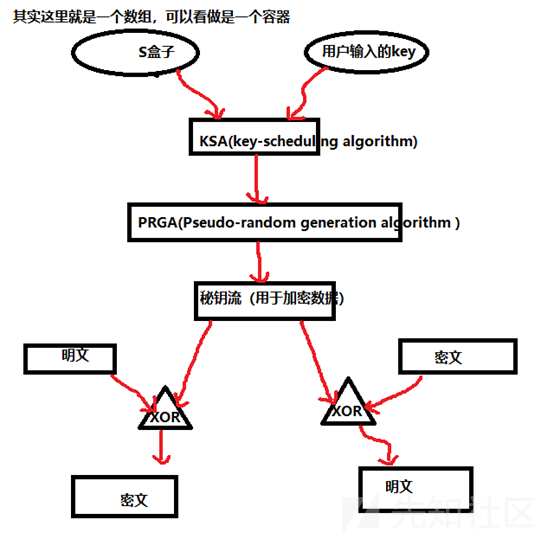 其实这里就是一个数组，可以看做是一个容器
S盒子
用户输入的key
KSA(key-scheduling algorithm)
PRGA(Pseudo-random generation algorithm )
秘钥流（用于加密数据)
明文
密文
XOR
XOR
密文
明文
先知社区